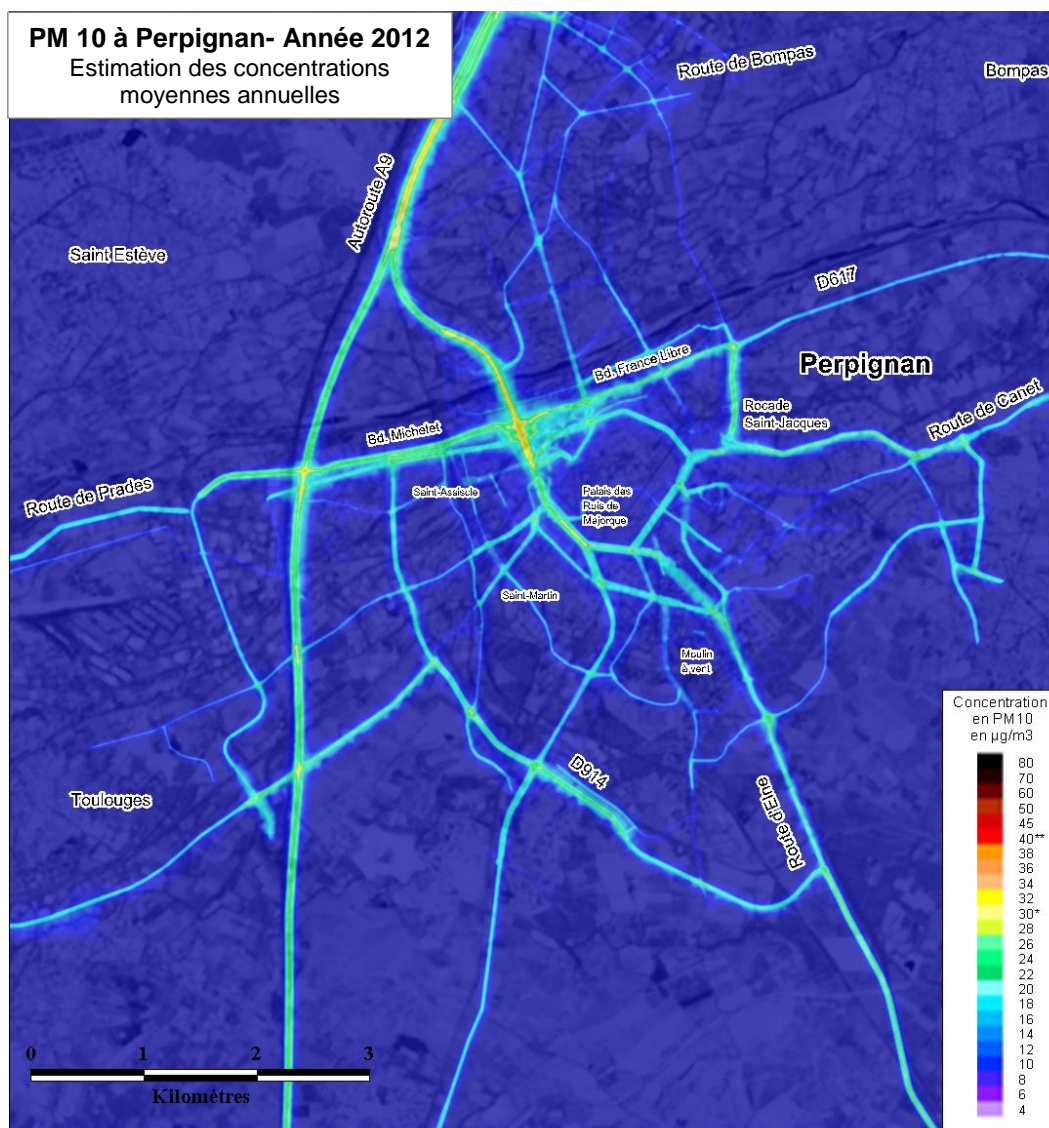 PM 10 à Perpignan- Année 2012
Estimation des concentrations
moyennes annuelles
Route de Bompas
Bompas
Autoroute A9
Saint Estève
D617
Bd. France Libre
Perpignan
Rocade
Saint-Jacques
Route de Canet
Bd. Michelet
Route de Prades
Saint-Assiscle
Palais des
Rois de
Majorque
Saint-Martin
Moulin
à vent
D914
Toulouges
Route d'Elne
Concentration
en PM10
en µg/m3
80
70
60
50
45
40**
38
36
34
32
30*
28
26
24
22
20
18
16
14
12
10
8
6
4
0 1 2 3
Kilomètres